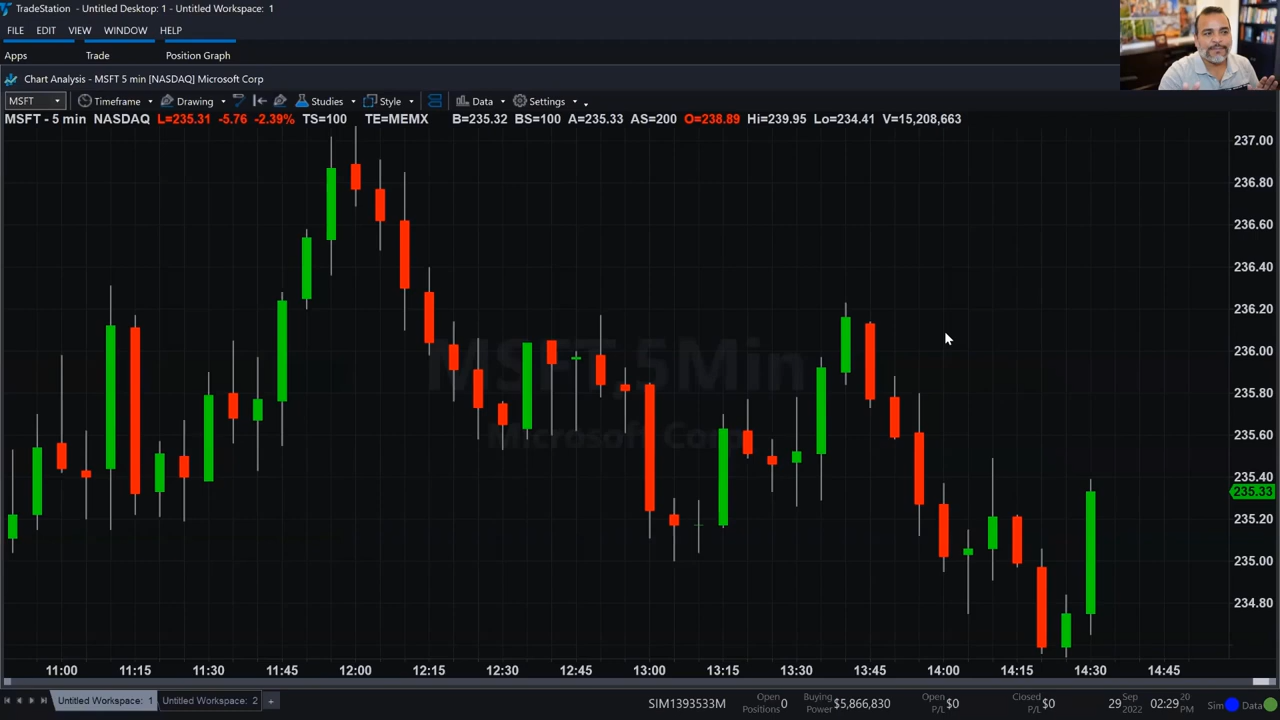 TradeStation - Untitled Desktop: 1 - Untitled Workspace: 1
FILE EDIT VIEW WINDOW HELP
Apps Trade Position Graph
Chart Analysis - MSFT 5 min [NASDAQ] Microsoft Corp
MSFT Timeframe Drawing Studies Style Data Settings
MSFT - 5 min NASDAQ L=235.31 -5.76 -2.39% TS=100 TE=MEMX B=235.32 BS=100 A=235.33 AS=200 O=238.89 Hi=239.95 Lo=234.41 V=15,208,663
237.00
236.80
236.60
236.40
236.20
236.00
MSFT,5Min
235.80
Microsoft Corp
235.60
235.40
235.33
235.20
235.00
234.80
11:00 11:15 11:30 11:45 12:00 12:15 12:30 12:45 13:00 13:15 13:30 13:45 14:00 14:15 14:30 14:45
Untitled Workspace: 1 Untitled Workspace: 2 +
SIM1393533M Open Positions 0 Buying Power $5,866,830 Open P/L $0 Closed P/L $0 29 Sep 2022 02:29 20 PM Sim Data